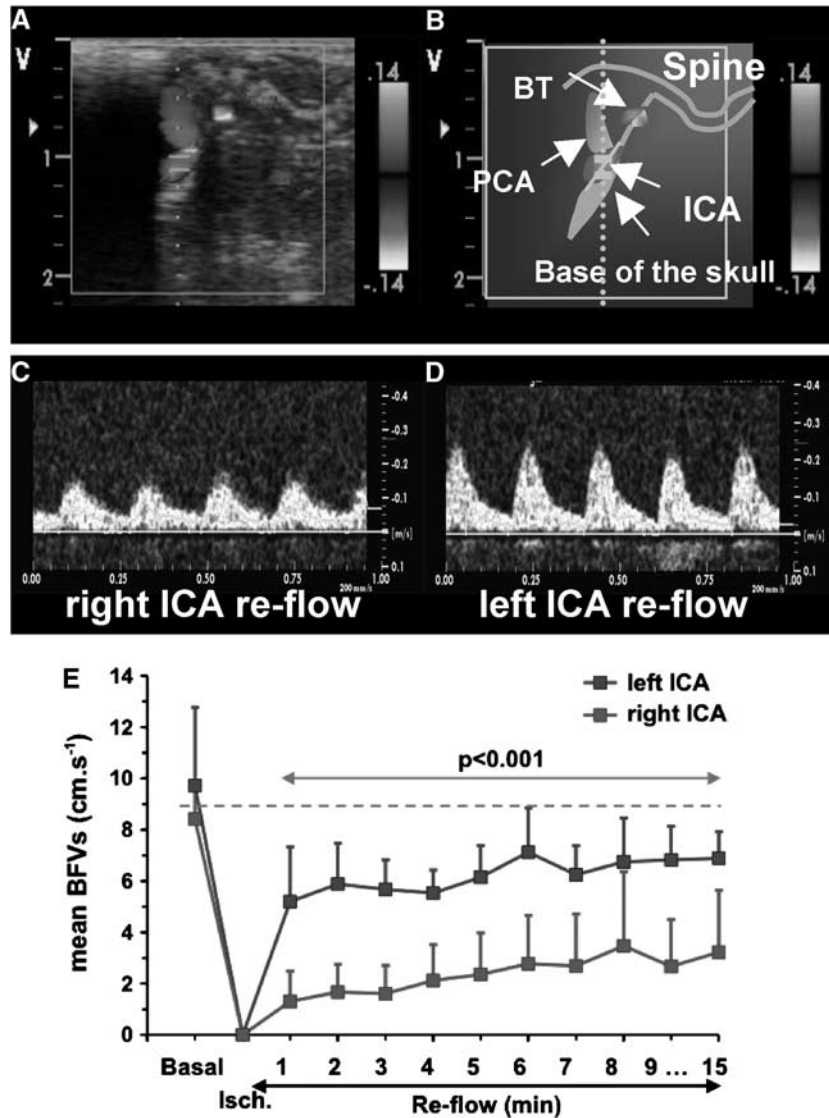 A
V
.14
1
2
-.14
B
V
.14
Spine
BT
PCA
1
ICA
Base of the skull
2
-.14
C
-0.4
-0.3
-0.2
-0.1
[m/s]
0.1
0.00 0.25 0.50 0.75 1.00
200 mm/s
right ICA re-flow
D
-0.4
-0.3
-0.2
-0.1
[m/s]
0.1
0.00 0.25 0.50 0.75 1.00
200 mm/s
left ICA re-flow
E
14
12
10
8
6
4
2
0
mean BFVs (cm.s⁻¹)
left ICA
right ICA
p<0.001
Basal 1 2 3 4 5 6 7 8 9 ... 15
Isch.
Re-flow (min)